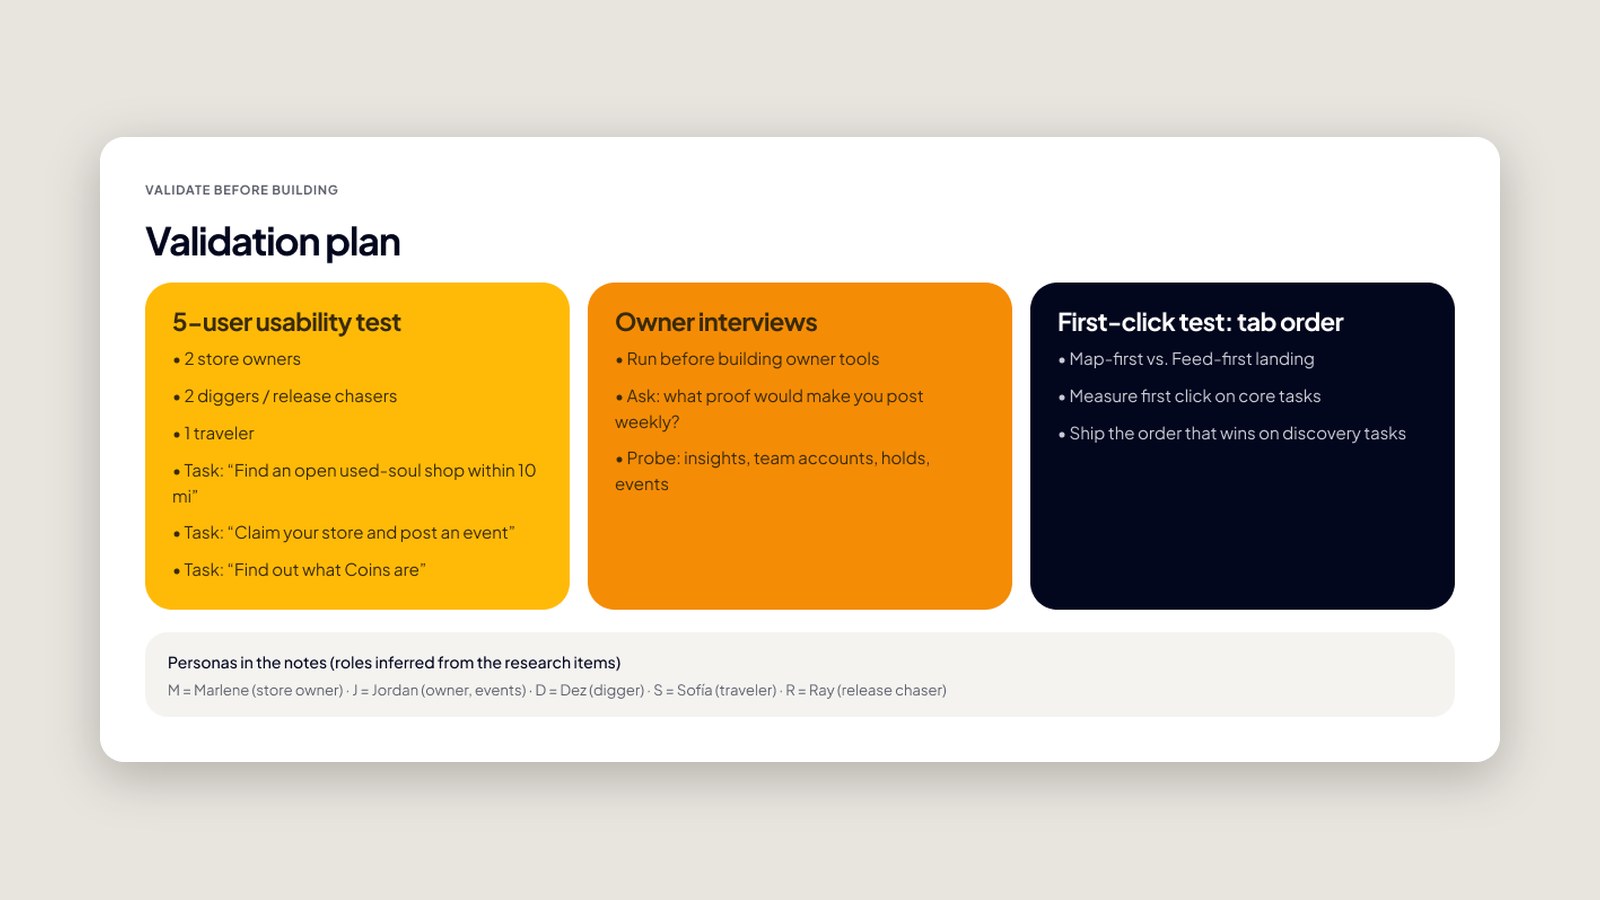 VALIDATE BEFORE BUILDING
Validation plan
5-user usability test
• 2 store owners
• 2 diggers / release chasers
• 1 traveler
• Task: “Find an open used-soul shop within 10
mi”
• Task: “Claim your store and post an event”
• Task: “Find out what Coins are”
Owner interviews
• Run before building owner tools
• Ask: what proof would make you post
weekly?
• Probe: insights, team accounts, holds,
events
First-click test: tab order
• Map-first vs. Feed-first landing
• Measure first click on core tasks
• Ship the order that wins on discovery tasks
Personas in the notes (roles inferred from the research items)
M = Marlene (store owner) · J = Jordan (owner, events) · D = Dez (digger) · S = Sofía (traveler) · R = Ray (release chaser)